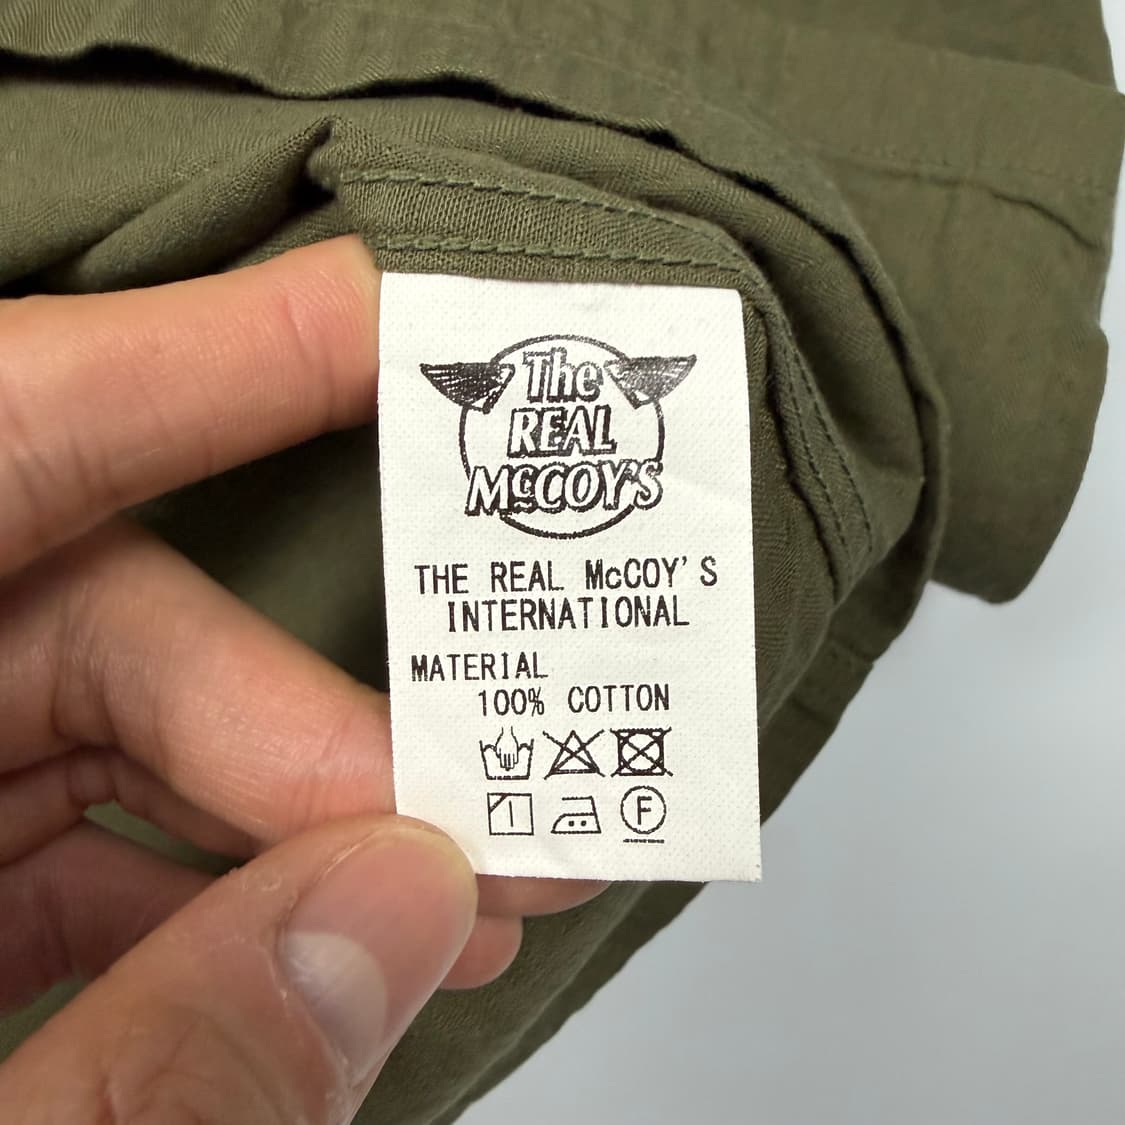 The
REAL
McCOY'S
THE REAL McCOY'S
INTERNATIONAL
MATERIAL
100% COTTON
F